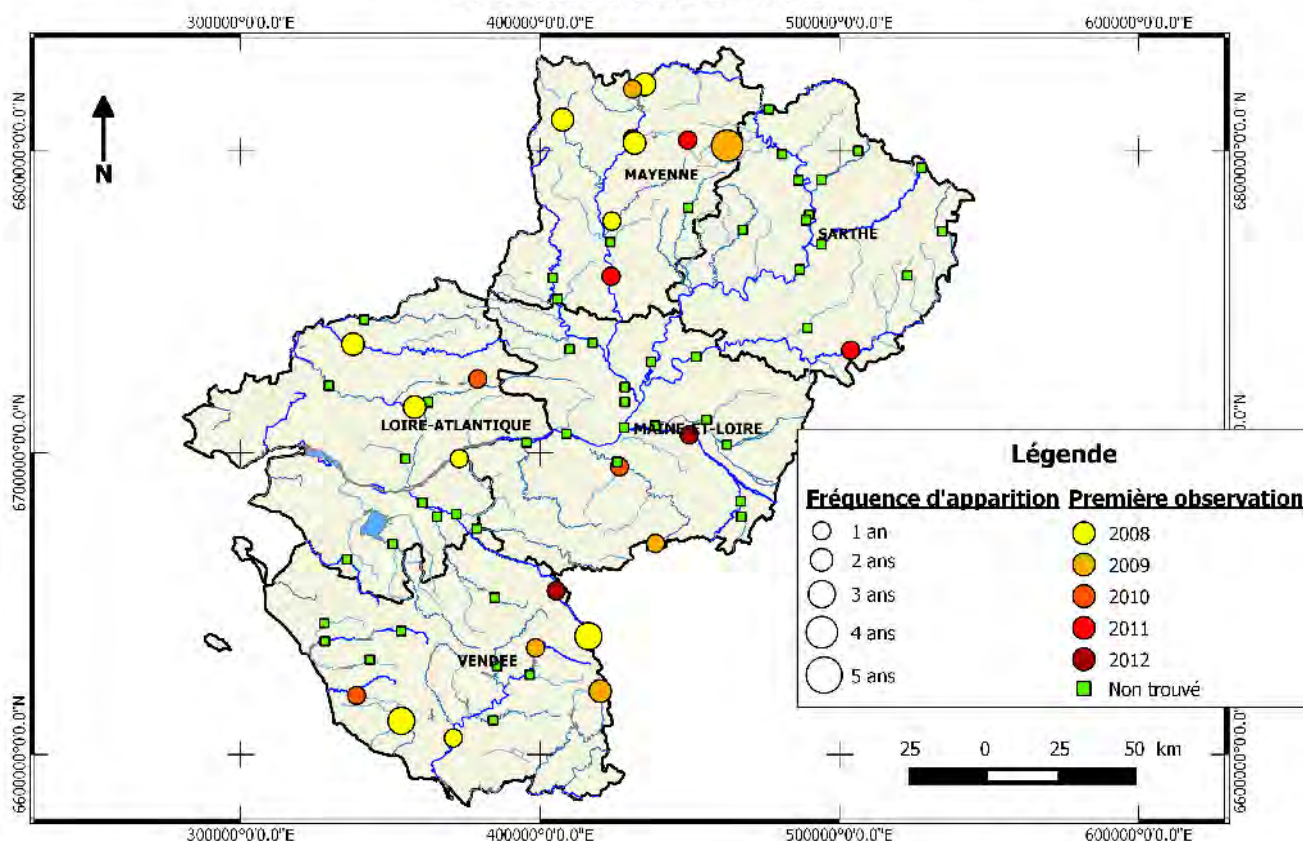 300000°0'0.0"E 400000°0'0.0"E 500000°0'0.0"E 600000°0'0.0"E
6800000°0'0.0"N 6800000°0'0.0"N
N
MAYENNE
SARTHE
LOIRE-ATLANTIQUE
MAINE-ET-LOIRE
6700000°0'0.0"N
VENDEE
6600000°0'0.0"N
Légende
Fréquence d'apparition Première observation
1 an 2008
2 ans 2009
3 ans 2010
4 ans 2011
5 ans 2012
Non trouvé
25 0 25 50 km
300000°0'0.0"E 400000°0'0.0"E 500000°0'0.0"E 600000°0'0.0"E